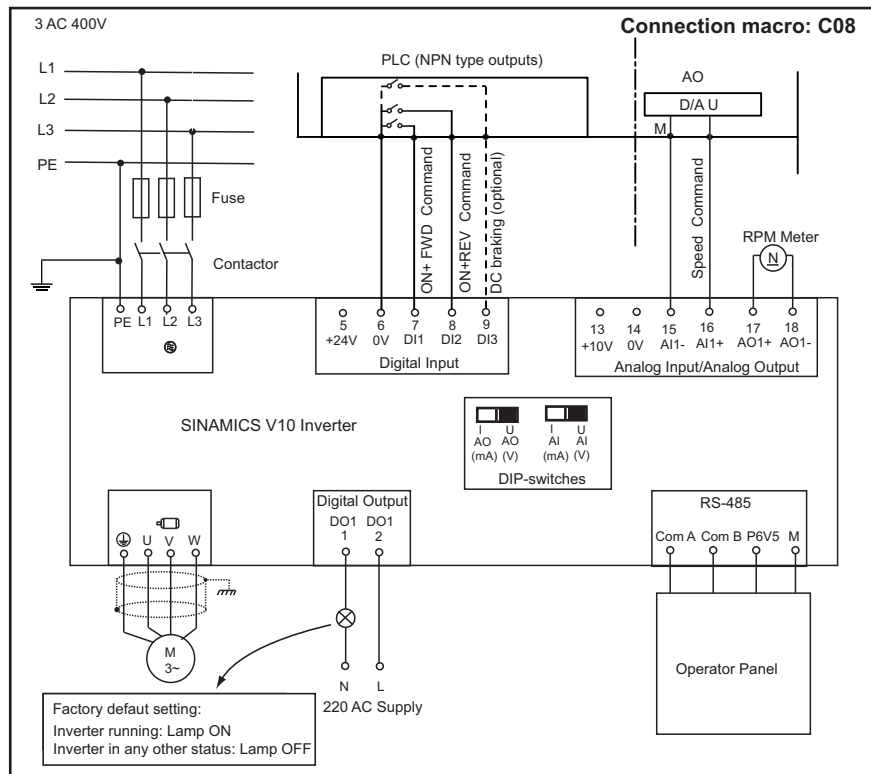 3 AC 400V
Connection macro: C08
L1
L2
L3
PE
Fuse
Contactor
PLC (NPN type outputs)
AO
D/A U
M
ON+ FWD Command
ON+REV Command
DC braking (optional)
Speed Command
RPM Meter
N
PE L1 L2 L3
5 6 7 8 9
+24V 0V DI1 DI2 DI3
Digital Input
13 14 15 16 17 18
+10V 0V AI1- AI1+ AO1+ AO1-
Analog Input/Analog Output
SINAMICS V10 Inverter
I U I U
AO AO AI AI
(mA) (V) (mA) (V)
DIP-switches
U V W
Digital Output
DO1 DO1
1 2
RS-485
Com A Com B P6V5 M
M
3~
N L
220 AC Supply
Operator Panel
Factory defaut setting:
Inverter running: Lamp ON
Inverter in any other status: Lamp OFF